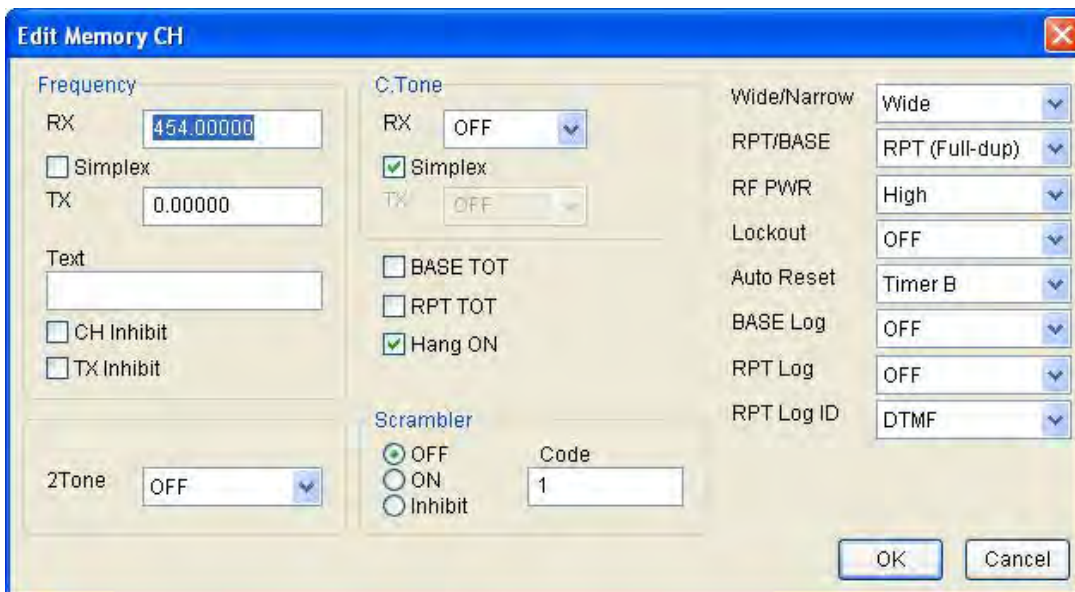 Edit Memory CH
Frequency
RX 454.00000
Simplex
TX 0.00000
Text
CH Inhibit
TX Inhibit
2Tone OFF
C.Tone
RX OFF
Simplex
TX OFF
BASE TOT
RPT TOT
Hang ON
Scrambler
OFF
ON
Inhibit
Code
1
Wide/Narrow Wide
RPT/BASE RPT (Full-dup)
RF PWR High
Lockout OFF
Auto Reset Timer B
BASE Log OFF
RPT Log OFF
RPT Log ID DTMF
OK Cancel